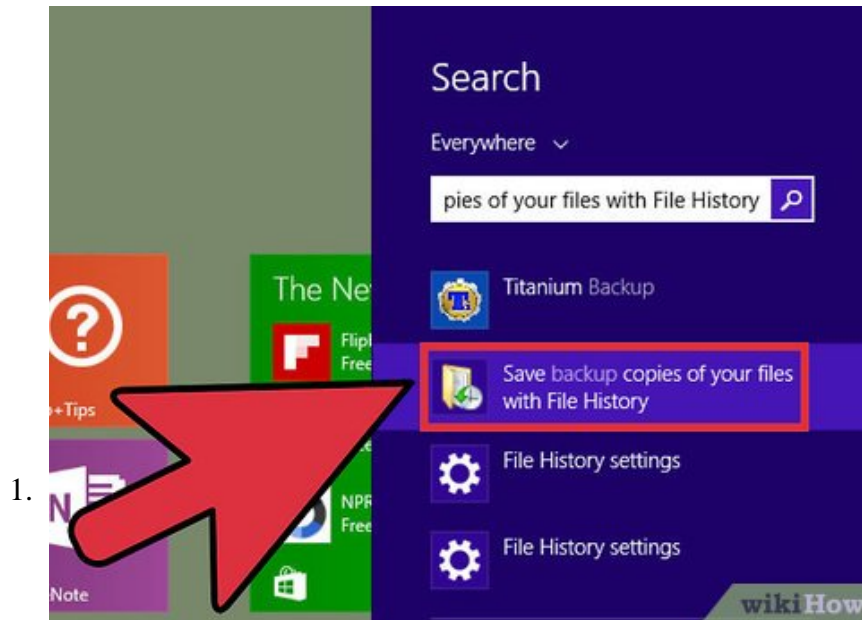 Search
Everywhere
pies of your files with File History
Titanium Backup
Save backup copies of your files
with File History
File History settings
File History settings
The Ne
Flip
Free
+Tips
NPR
Free
N
Note
1.
wikiHow